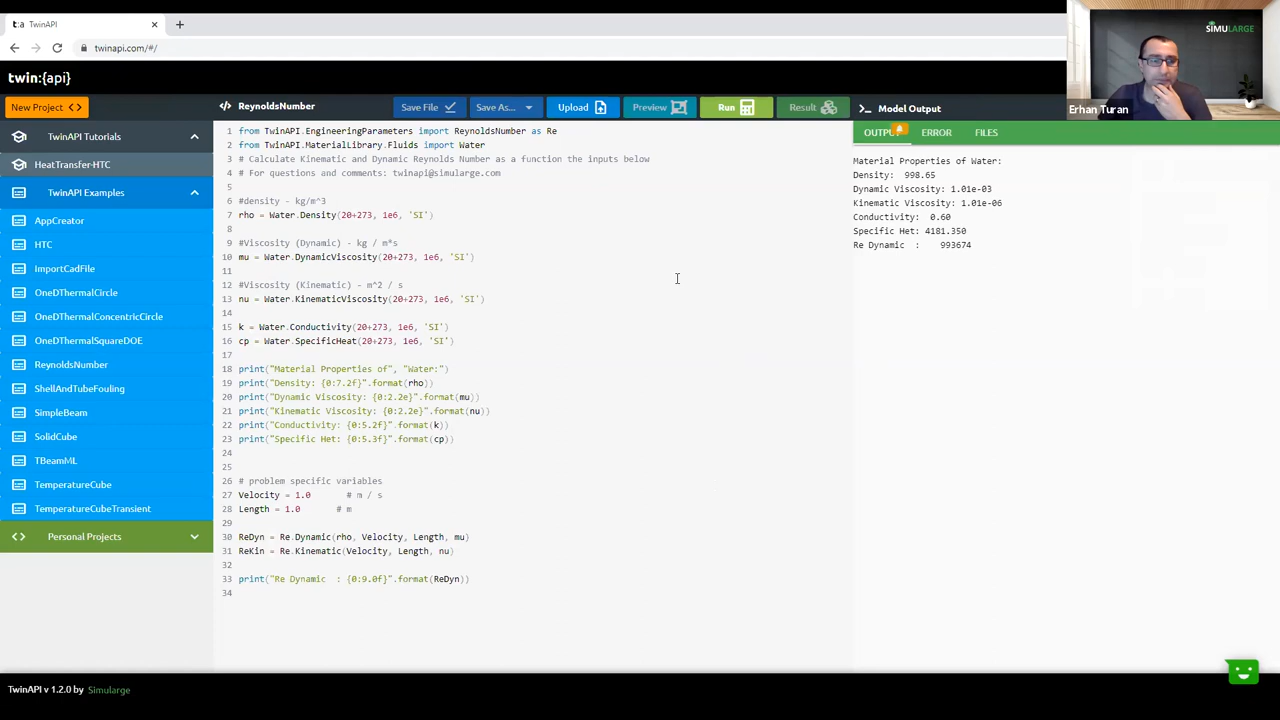 t:a TwinAPI
twinapi.com/#/
SiMULARGE
Erhan Turan
twin:{api}
New Project <>
</> ReynoldsNumber
Save File
Save As...
Upload
Preview
Run
Result
>_ Model Output
TwinAPI Tutorials
HeatTransfer-HTC
TwinAPI Examples
AppCreator
HTC
ImportCadFile
OneDThermalCircle
OneDThermalConcentricCircle
OneDThermalSquareDOE
ReynoldsNumber
ShellAndTubeFouling
SimpleBeam
SolidCube
TBeamML
TemperatureCube
TemperatureCubeTransient
<> Personal Projects
1 from TwinAPI.EngineeringParameters import ReynoldsNumber as Re
2 from TwinAPI.MaterialLibrary.Fluids import Water
3 # Calculate Kinematic and Dynamic Reynolds Number as a function the inputs below
4 # For questions and comments: twinapi@simularge.com
5
6 #density - kg/m^3
7 rho = Water.Density(20+273, 1e6, 'SI')
8
9 #Viscosity (Dynamic) - kg / m*s
10 mu = Water.DynamicViscosity(20+273, 1e6, 'SI')
11
12 #Viscosity (Kinematic) - m^2 / s
13 nu = Water.KinematicViscosity(20+273, 1e6, 'SI')
14
15 k = Water.Conductivity(20+273, 1e6, 'SI')
16 cp = Water.SpecificHeat(20+273, 1e6, 'SI')
17
18 print("Material Properties of", "Water:")
19 print("Density: {0:7.2f}".format(rho))
20 print("Dynamic Viscosity: {0:2.2e}".format(mu))
21 print("Kinematic Viscosity: {0:2.2e}".format(nu))
22 print("Conductivity: {0:5.2f}".format(k))
23 print("Specific Het: {0:5.3f}".format(cp))
24
25
26 # problem specific variables
27 Velocity = 1.0 # m / s
28 Length = 1.0 # m
29
30 ReDyn = Re.Dynamic(rho, Velocity, Length, mu)
31 ReKin = Re.Kinematic(Velocity, Length, nu)
32
33 print("Re Dynamic : {0:9.0f}".format(ReDyn))
34
OUTPUT ERROR FILES
Material Properties of Water:
Density: 998.65
Dynamic Viscosity: 1.01e-03
Kinematic Viscosity: 1.01e-06
Conductivity: 0.60
Specific Het: 4181.350
Re Dynamic : 993674
TwinAPI v 1.2.0 by Simularge